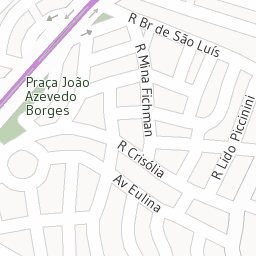 R Br de São Luís
R Mina Fichman
Praça João
Azevedo
Borges
R Lido Piccinini
R Crisólia
Av Eulina